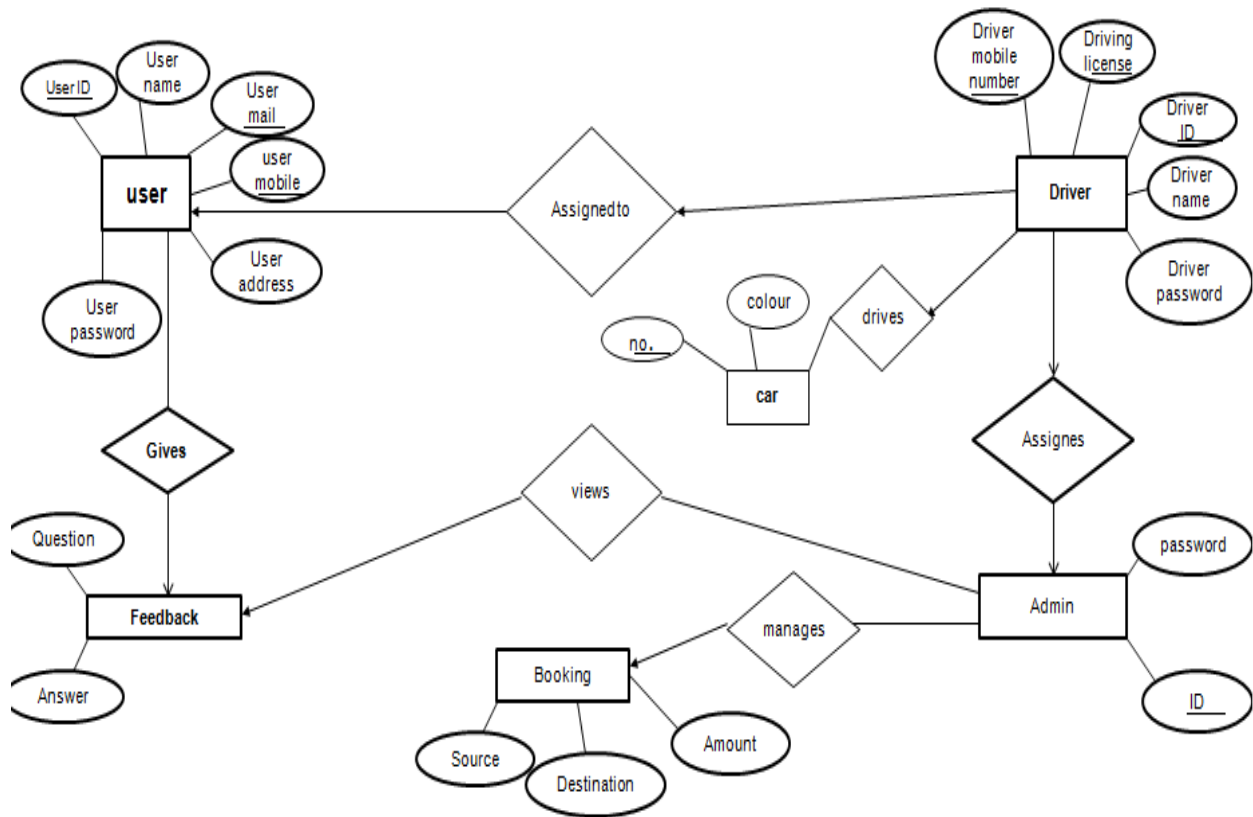 User ID
User
name
User
mail
user
mobile
user
User
address
User
password
Driver
mobile
number
Driving
license
Driver
ID
Driver
name
Driver
Driver
password
Assignedto
colour
no.
drives
car
Gives
views
Assignes
Question
Feedback
Answer
password
Admin
ID
manages
Booking
Source
Destination
Amount